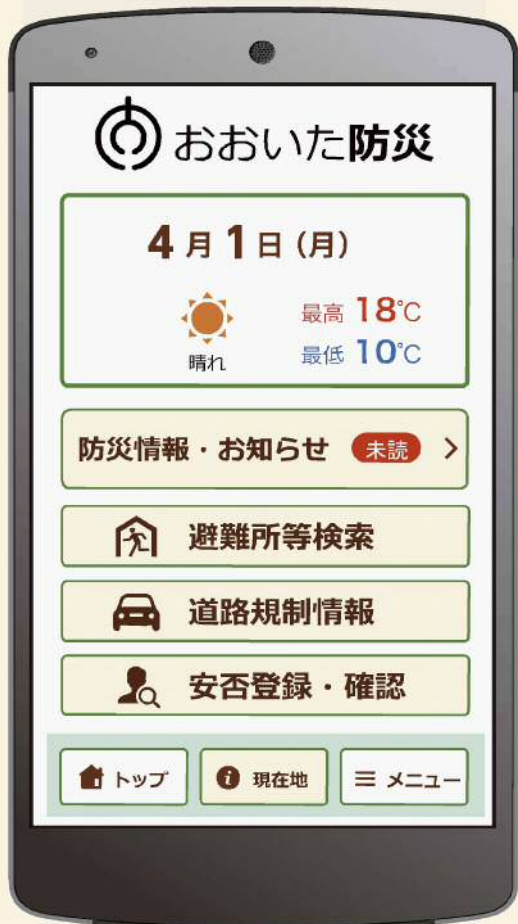 おおいた防災
4月1日（月）
最高 18℃
晴れ 最低 10℃
防災情報・お知らせ 未読 >
避難所等検索
道路規制情報
安否登録・確認
トップ 現在地 メニュー